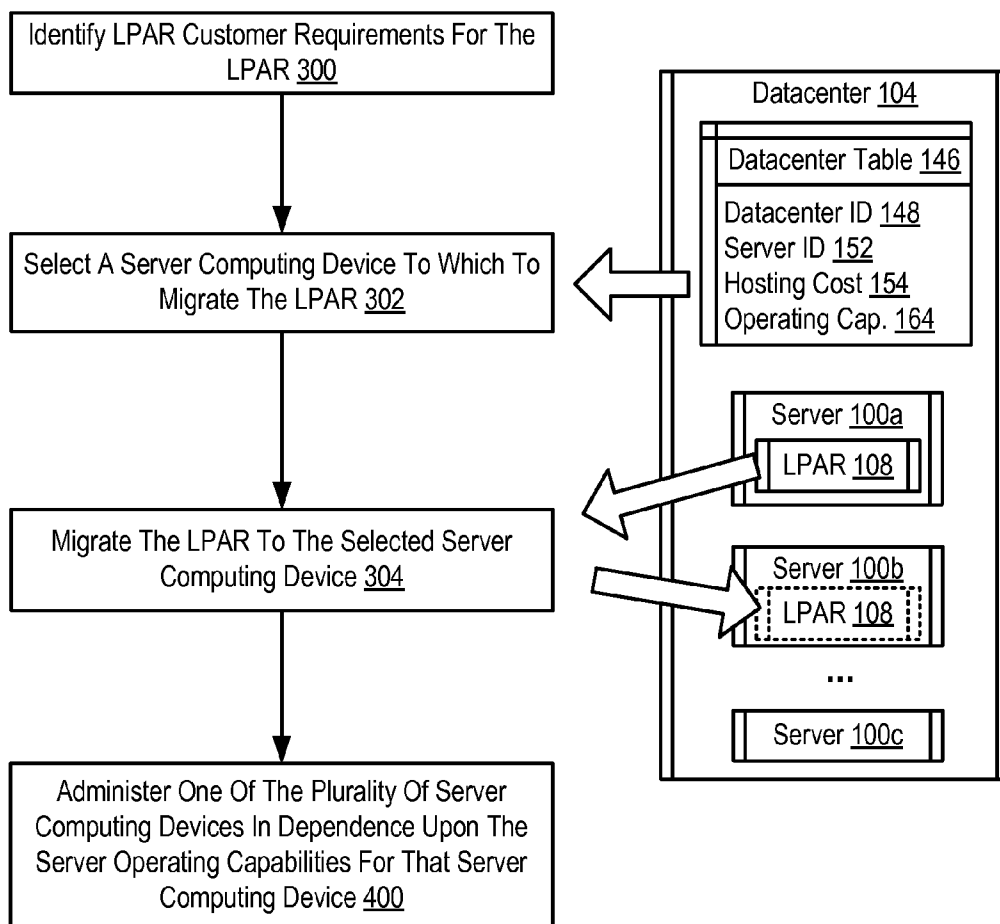 Identify LPAR Customer Requirements For The
LPAR 300
Select A Server Computing Device To Which To
Migrate The LPAR 302
Migrate The LPAR To The Selected Server
Computing Device 304
Administer One Of The Plurality Of Server
Computing Devices In Dependence Upon The
Server Operating Capabilities For That Server
Computing Device 400
Datacenter 104
Datacenter Table 146
Datacenter ID 148
Server ID 152
Hosting Cost 154
Operating Cap. 164
Server 100a
LPAR 108
Server 100b
LPAR 108
...
Server 100c